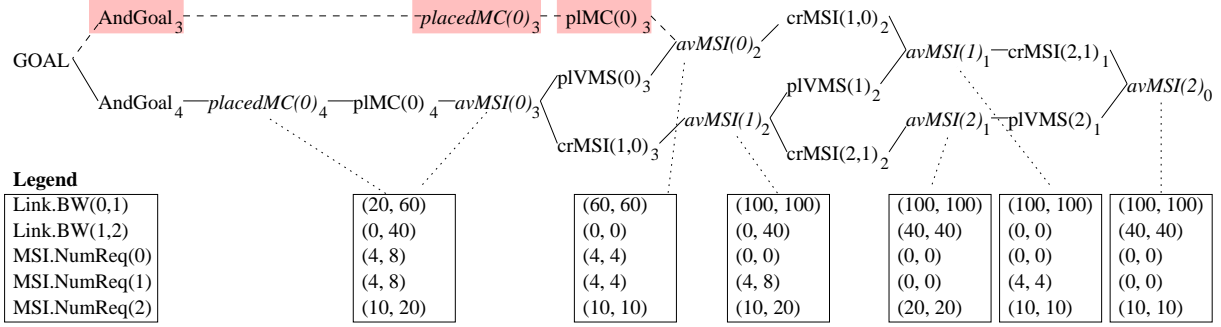 AndGoal3 placedMC(0)3 plMC(0)3 crMSI(1,0)2
avMSI(0)2 avMSI(1)1 crMSI(2,1)1
GOAL
plVMS(0)3 plVMS(1)2 avMSI(2)0
AndGoal4 placedMC(0)4 plMC(0)4 avMSI(0)3
avMSI(1)2 avMSI(2)1 plVMS(2)1
crMSI(1,0)3 crMSI(2,1)2
Legend
Link.BW(0,1) (20, 60) (60, 60) (100, 100) (100, 100) (100, 100) (100, 100)
Link.BW(1,2) (0, 40) (0, 0) (0, 40) (40, 40) (0, 0) (40, 40)
MSI.NumReq(0) (4, 8) (4, 4) (0, 0) (0, 0) (0, 0) (0, 0)
MSI.NumReq(1) (4, 8) (4, 4) (4, 8) (0, 0) (4, 4) (0, 0)
MSI.NumReq(2) (10, 20) (10, 10) (10, 20) (20, 20) (10, 10) (10, 10)